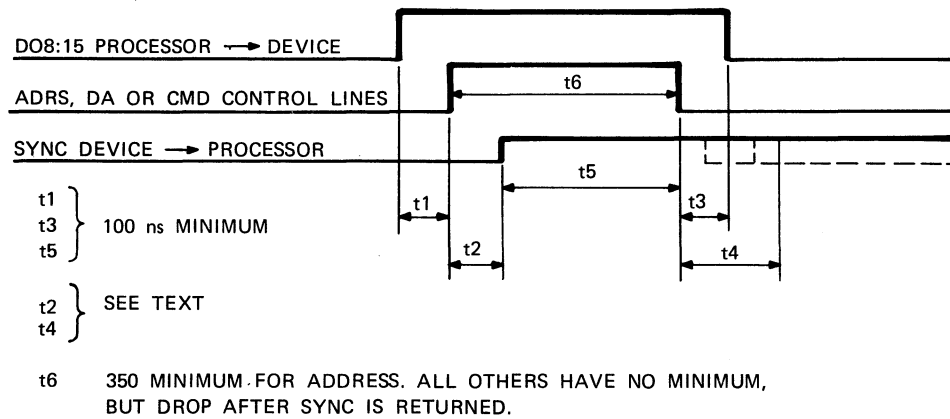 DO8:15 PROCESSOR → DEVICE
ADRS, DA OR CMD CONTROL LINES
SYNC DEVICE → PROCESSOR
t6
t5
t1
t3
t2
t4
t1
t3
t5
} 100 ns MINIMUM
t2
t4
} SEE TEXT
t6 350 MINIMUM FOR ADDRESS. ALL OTHERS HAVE NO MINIMUM,
BUT DROP AFTER SYNC IS RETURNED.